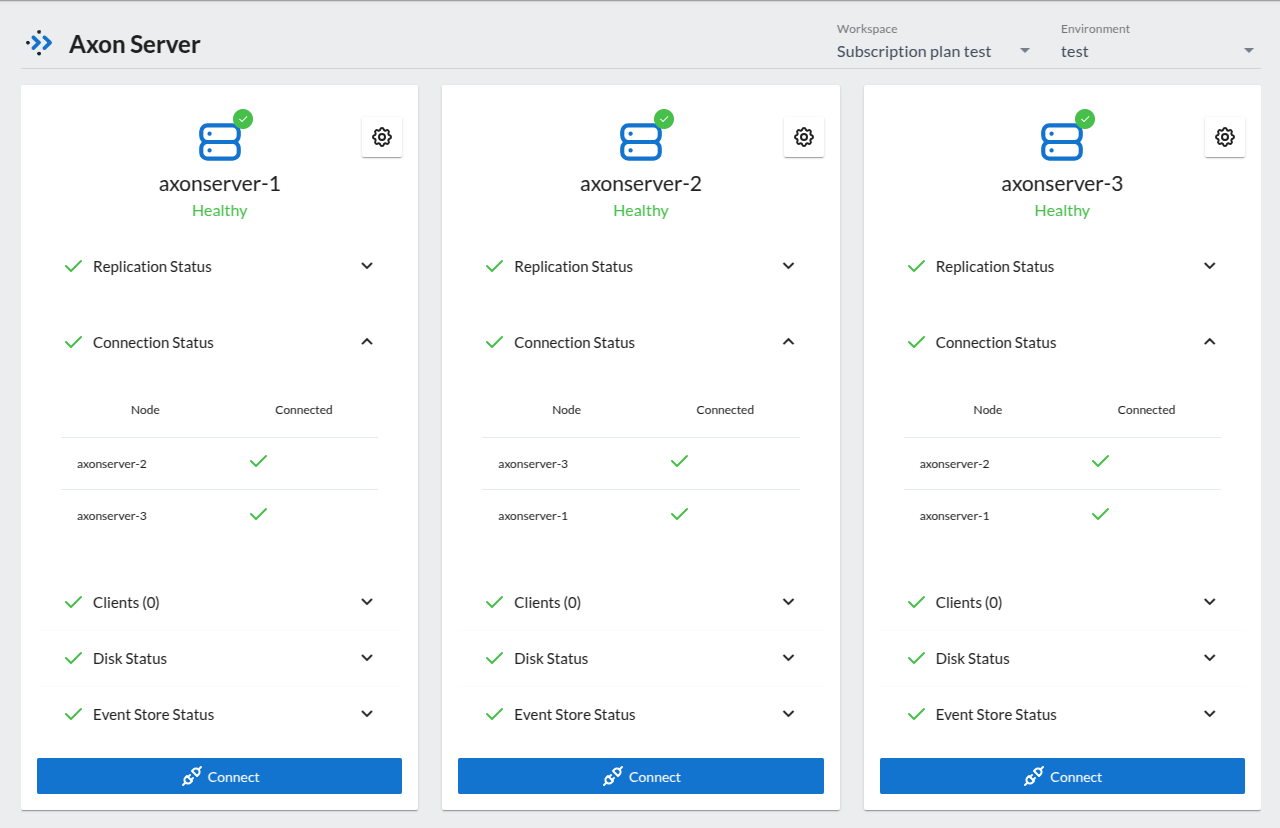 Axon Server
Workspace
Subscription plan test
Environment
test
axonserver-1
Healthy
Replication Status
Connection Status
Node Connected
axonserver-2
axonserver-3
Clients (0)
Disk Status
Event Store Status
Connect
axonserver-2
Healthy
Replication Status
Connection Status
Node Connected
axonserver-3
axonserver-1
Clients (0)
Disk Status
Event Store Status
Connect
axonserver-3
Healthy
Replication Status
Connection Status
Node Connected
axonserver-2
axonserver-1
Clients (0)
Disk Status
Event Store Status
Connect